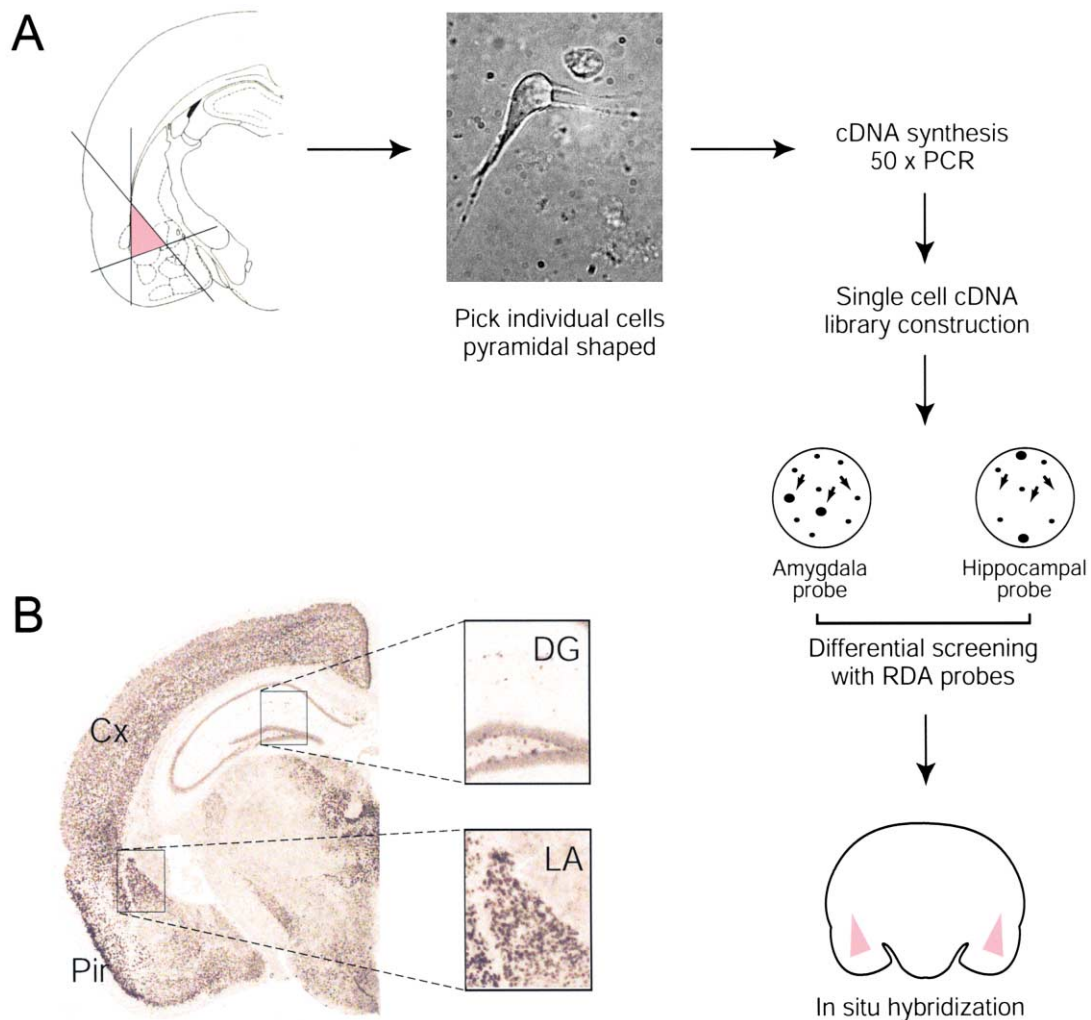 A
cDNA synthesis
50 x PCR
Pick individual cells
pyramidal shaped
Single cell cDNA
library construction
Amygdala
probe
Hippocampal
probe
Differential screening
with RDA probes
In situ hybridization
B
Cx
Pir
DG
LA